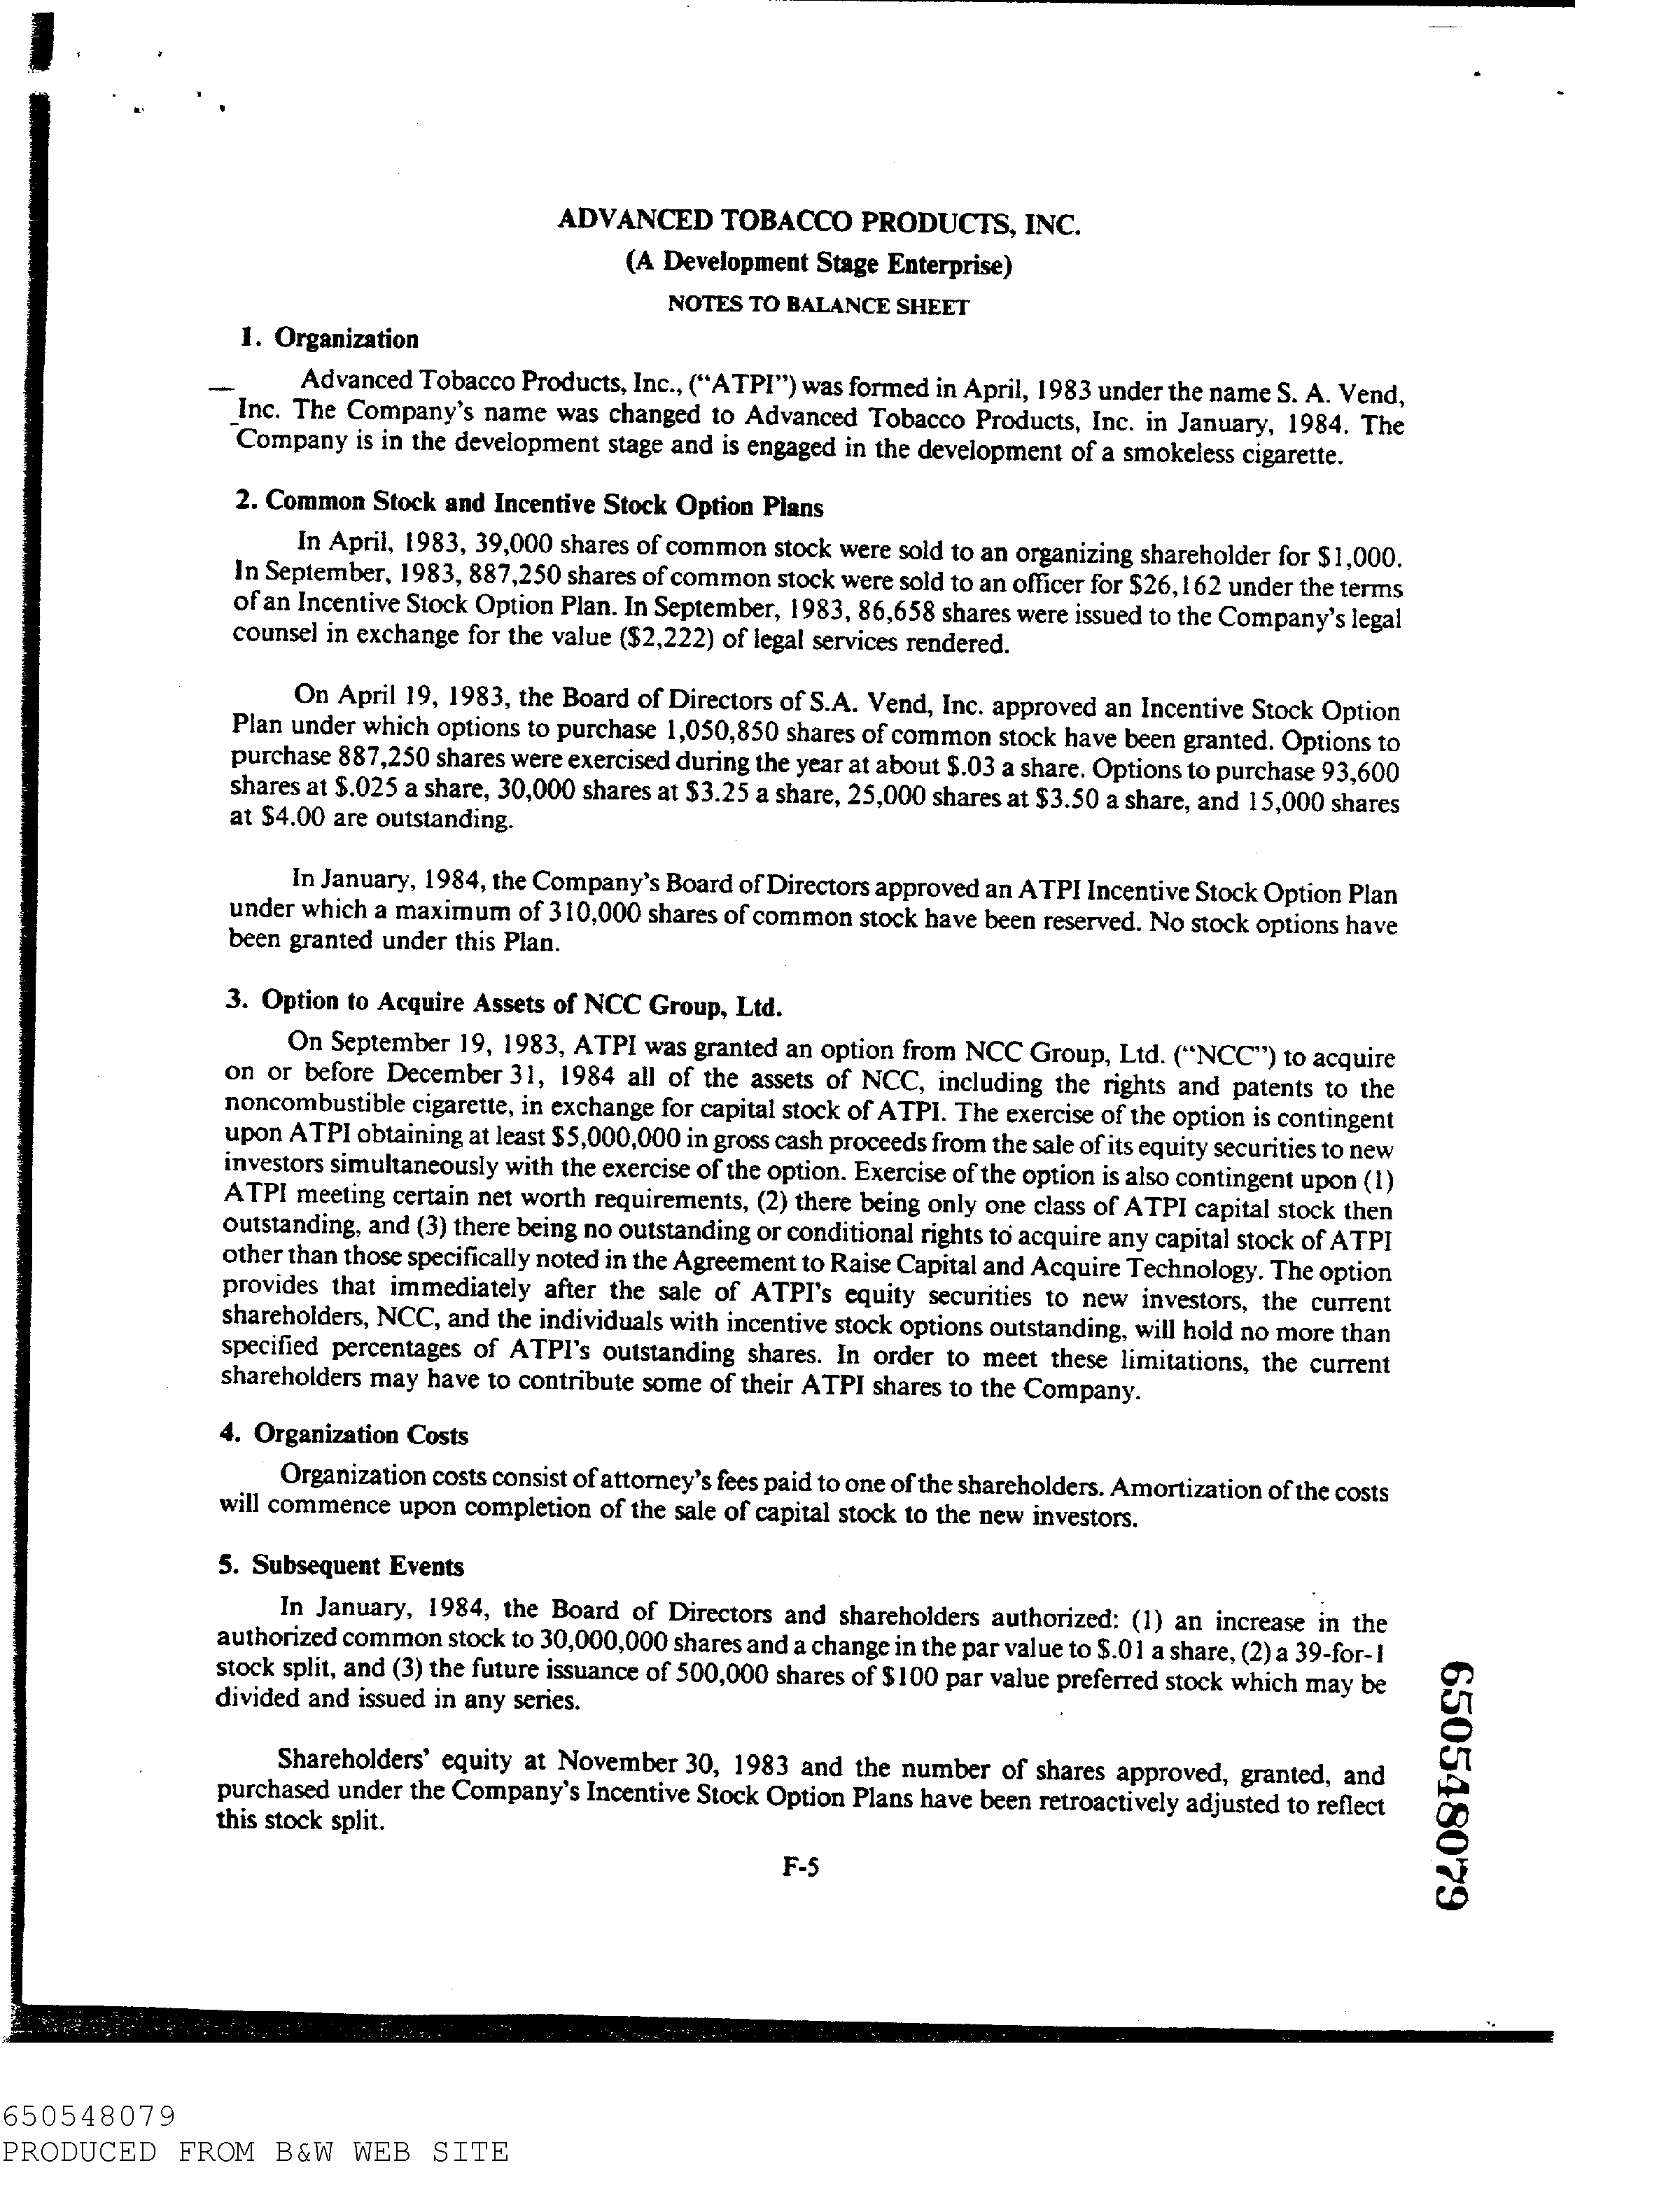 ADVANCED TOBACCO PRODUCTS, INC.
(A Development Stage Enterprise)
NOTES TO BALANCE SHEET
1. Organization
Advanced Tobacco Products, Inc., (“ATPI”) was formed in April, 1983 under the name S. A. Vend,
Inc. The Company’s name was changed to Advanced Tobacco Products, Inc. in January, 1984. The
Company is in the development stage and is engaged in the development of a smokeless cigarette.
2. Common Stock and Incentive Stock Option Plans
In April, 1983, 39,000 shares of common stock were sold to an organizing shareholder for $1,000.
In September, 1983, 887,250 shares of common stock were sold to an officer for $26,162 under the terms
of an Incentive Stock Option Plan. In September, 1983, 86,658 shares were issued to the Company’s legal
counsel in exchange for the value ($2,222) of legal services rendered.
On April 19, 1983, the Board of Directors of S.A. Vend, Inc. approved an Incentive Stock Option
Plan under which options to purchase 1,050,850 shares of common stock have been granted. Options to
purchase 887,250 shares were exercised during the year at about $.03 a share. Options to purchase 93,600
shares at $.025 a share, 30,000 shares at $3.25 a share, 25,000 shares at $3.50 a share, and 15,000 shares
at $4.00 are outstanding.
In January, 1984, the Company’s Board of Directors approved an ATPI Incentive Stock Option Plan
under which a maximum of 310,000 shares of common stock have been reserved. No stock options have
been granted under this Plan.
3. Option to Acquire Assets of NCC Group, Ltd.
On September 19, 1983, ATPI was granted an option from NCC Group, Ltd. (“NCC”) to acquire
on or before December 31, 1984 all of the assets of NCC, including the rights and patents to the
noncombustible cigarette, in exchange for capital stock of ATPI. The exercise of the option is contingent
upon ATPI obtaining at least $5,000,000 in gross cash proceeds from the sale of its equity securities to new
investors simultaneously with the exercise of the option. Exercise of the option is also contingent upon (1)
ATPI meeting certain net worth requirements, (2) there being only one class of ATPI capital stock then
outstanding, and (3) there being no outstanding or conditional rights to acquire any capital stock of ATPI
other than those specifically noted in the Agreement to Raise Capital and Acquire Technology. The option
provides that immediately after the sale of ATPI’s equity securities to new investors, the current
shareholders, NCC, and the individuals with incentive stock options outstanding, will hold no more than
specified percentages of ATPI’s outstanding shares. In order to meet these limitations, the current
shareholders may have to contribute some of their ATPI shares to the Company.
4. Organization Costs
Organization costs consist of attorney’s fees paid to one of the shareholders. Amortization of the costs
will commence upon completion of the sale of capital stock to the new investors.
5. Subsequent Events
In January, 1984, the Board of Directors and shareholders authorized: (1) an increase in the
authorized common stock to 30,000,000 shares and a change in the par value to $.01 a share, (2) a 39-for-1
stock split, and (3) the future issuance of 500,000 shares of $100 par value preferred stock which may be
divided and issued in any series.
Shareholders’ equity at November 30, 1983 and the number of shares approved, granted, and
purchased under the Company’s Incentive Stock Option Plans have been retroactively adjusted to reflect
this stock split.
F-5
650548079
650548079
PRODUCED FROM B&W WEB SITE